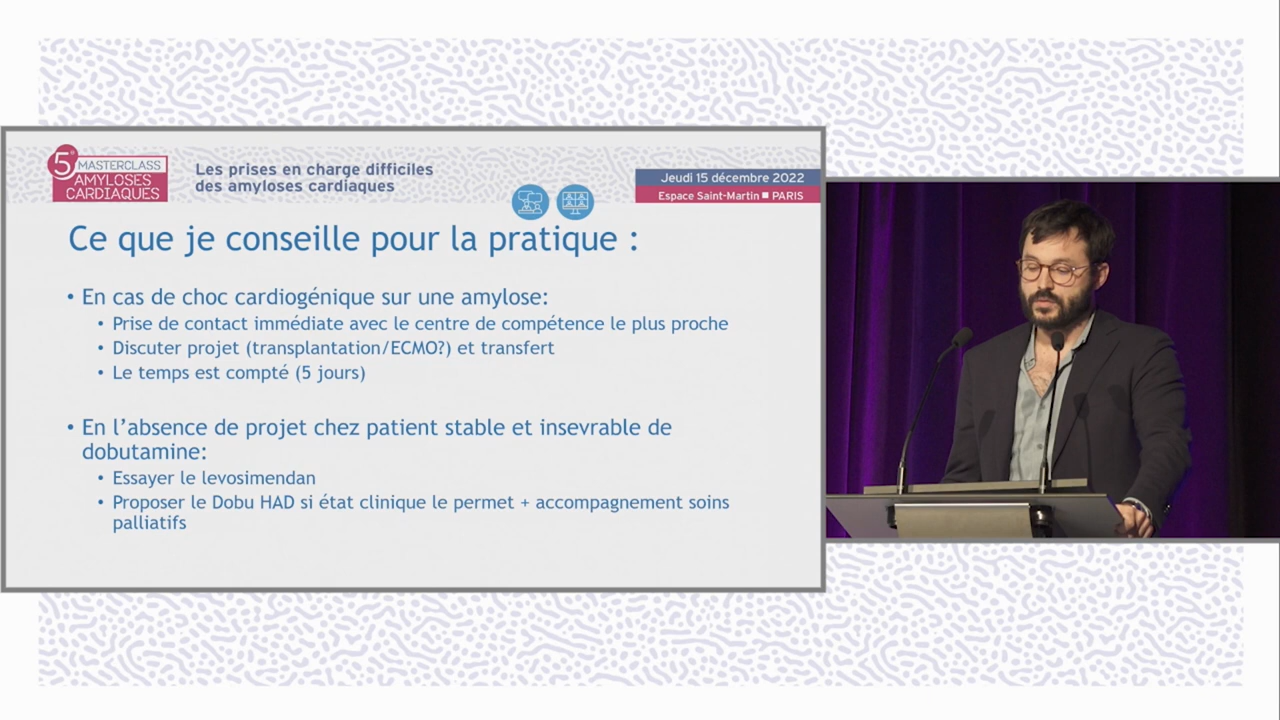 5e MASTERCLASS
AMYLOSES
CARDIAQUES
Les prises en charge difficiles
des amyloses cardiaques
Jeudi 15 décembre 2022
Espace Saint-Martin ■ PARIS
Ce que je conseille pour la pratique :
• En cas de choc cardiogénique sur une amylose:
• Prise de contact immédiate avec le centre de compétence le plus proche
• Discuter projet (transplantation/ECMO?) et transfert
• Le temps est compté (5 jours)
• En l’absence de projet chez patient stable et insevrable de
dobutamine:
• Essayer le levosimendan
• Proposer le Dobu HAD si état clinique le permet + accompagnement soins
palliatifs